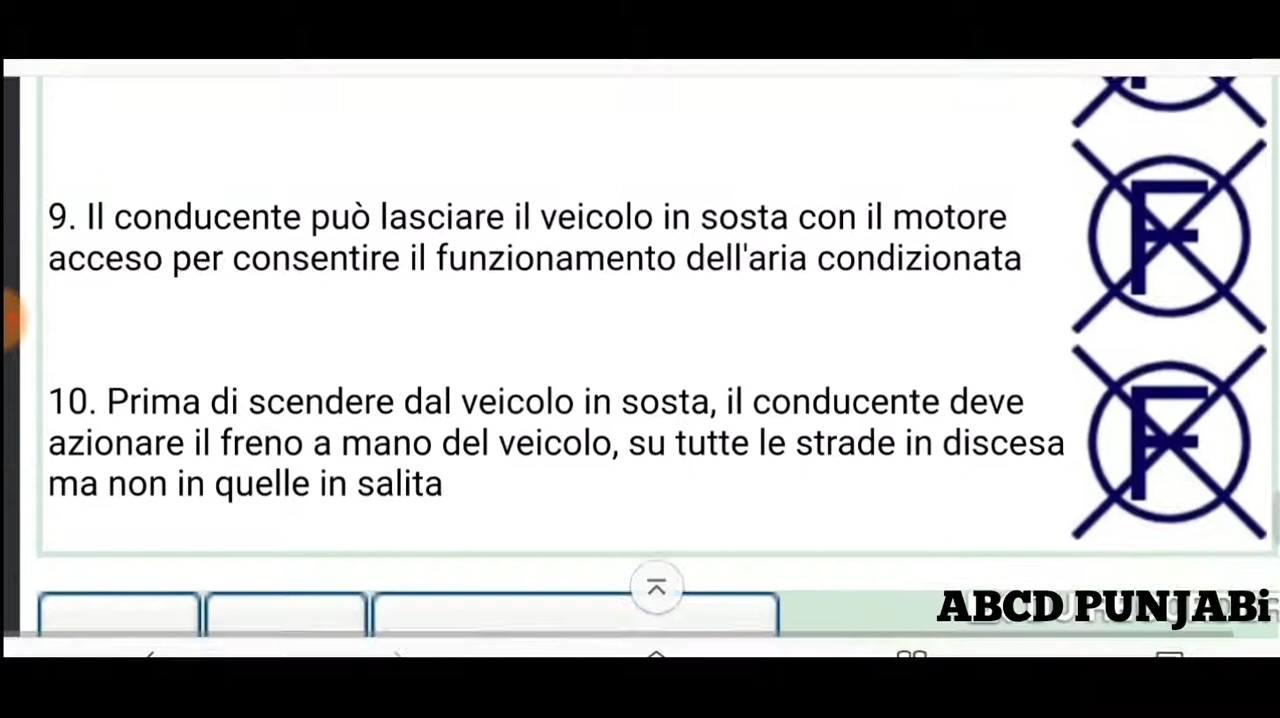 9. Il conducente può lasciare il veicolo in sosta con il motore
acceso per consentire il funzionamento dell'aria condizionata
F
10. Prima di scendere dal veicolo in sosta, il conducente deve
azionare il freno a mano del veicolo, su tutte le strade in discesa
ma non in quelle in salita
F
ABCD PUNJABi